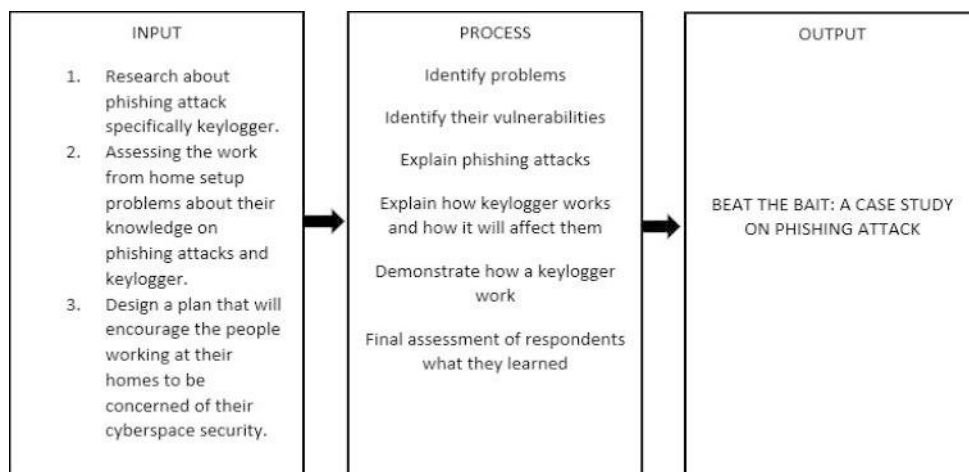 INPUT
1. Research about
phishing attack
specifically keylogger.
2. Assessing the work
from home setup
problems about their
knowledge on
phishing attacks and
keylogger.
3. Design a plan that will
encourage the people
working at their
homes to be
concerned of their
cyberspace security.
PROCESS
Identify problems
Identify their vulnerabilities
Explain phishing attacks
Explain how keylogger works
and how it will affect them
Demonstrate how a keylogger
work
Final assessment of respondents
what they learned
OUTPUT
BEAT THE BAIT: A CASE STUDY
ON PHISHING ATTACK